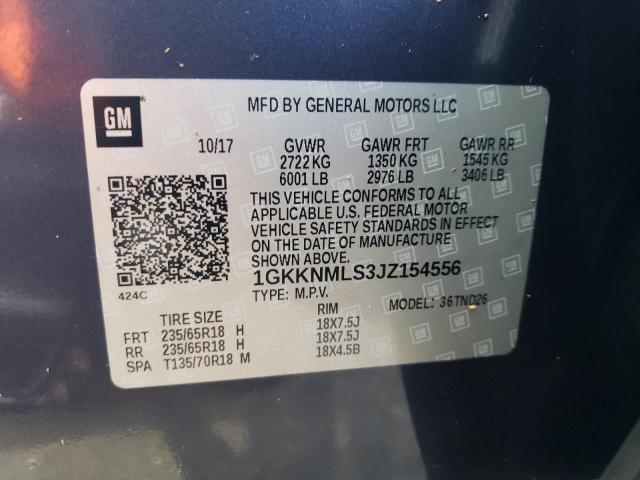 GM
MFD BY GENERAL MOTORS LLC
10/17 GVWR GAWR FRT GAWR RR
2722 KG 1350 KG 1545 KG
6001 LB 2976 LB 3406 LB
THIS VEHICLE CONFORMS TO ALL
APPLICABLE U.S. FEDERAL MOTOR
VEHICLE SAFETY STANDARDS IN EFFECT
ON THE DATE OF MANUFACTURE
SHOWN ABOVE.
424C
1GKKNMLS3JZ154556
TYPE: M.P.V. MODEL: 36TND26
TIRE SIZE RIM
FRT 235/65R18 H 18X7.5J
RR 235/65R18 H 18X7.5J
SPA T135/70R18 M 18X4.5B